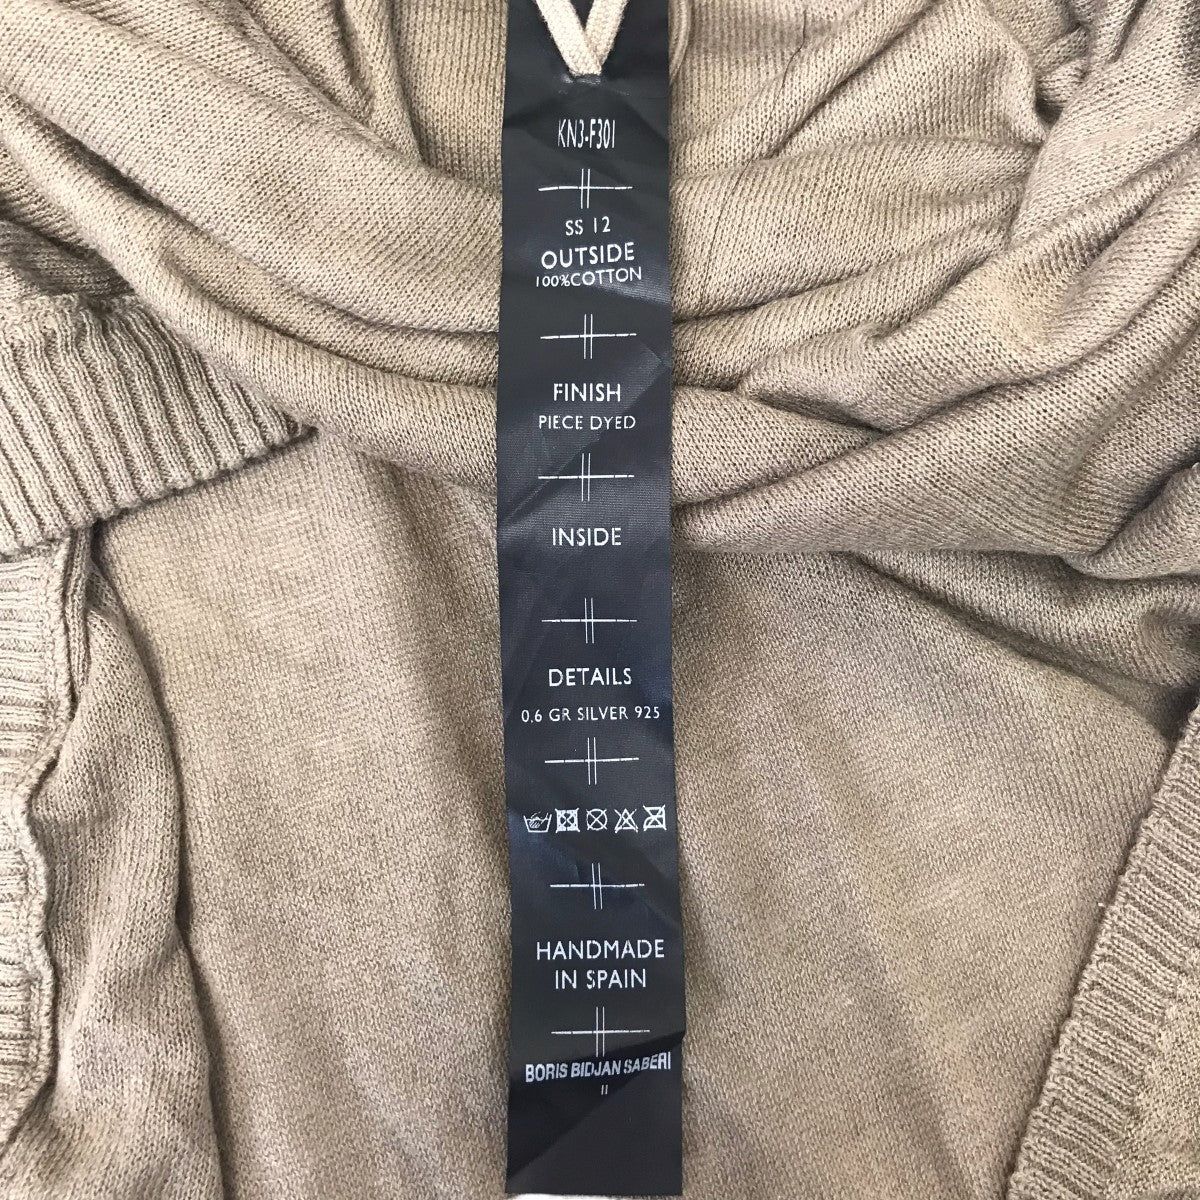 KN3-F301
SS 12
OUTSIDE
100%COTTON
FINISH
PIECE DYED
INSIDE
DETAILS
0.6 GR SILVER 925
HANDMADE
IN SPAIN
BORIS BIDJAN SABERI
11